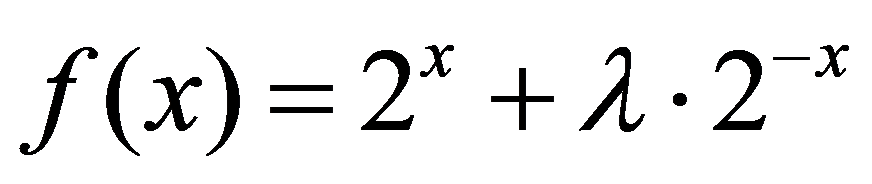 f(x) = 2^x + λ·2^{-x}